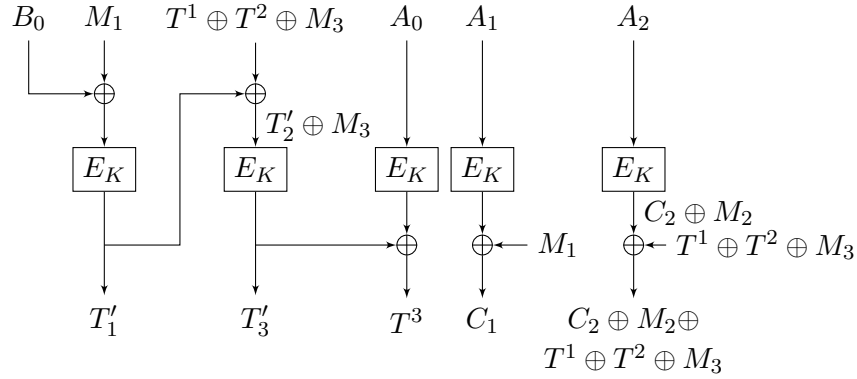 B_0 M_1 T^1 ⊕ T^2 ⊕ M_3 A_0 A_1 A_2
T'_2 ⊕ M_3
E_K E_K E_K E_K E_K
C_2 ⊕ M_2
M_1 T^1 ⊕ T^2 ⊕ M_3
T'_1 T'_3 T^3 C_1 C_2 ⊕ M_2⊕
T^1 ⊕ T^2 ⊕ M_3